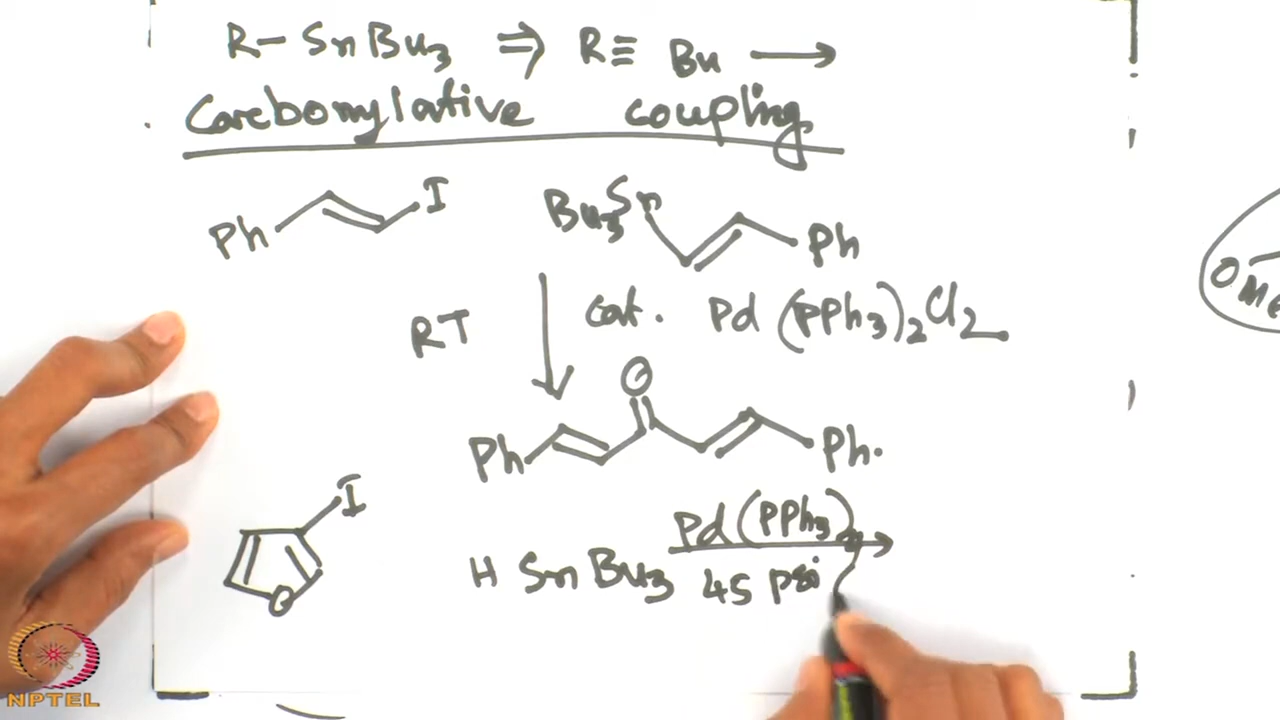 R–SnBu₃ ⇒ R≡ Bu ⟶
Carbonylative coupling
Ph I Bu₃Sn Ph
RT cat. Pd (PPh₃)₂Cl₂
O
Ph Ph.
I
O H SnBu₃ Pd (PPh₃)
45 psi
OMe
NPTEL